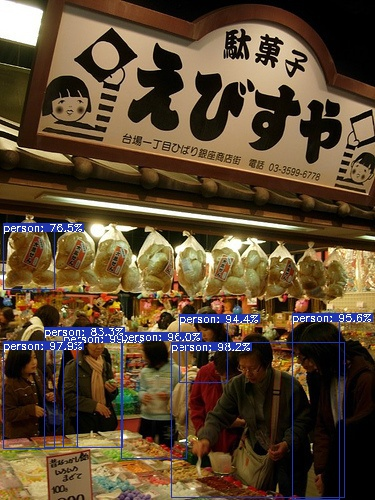 駄菓子
えびすや
台場一丁目ひばり銀座商店街 電話 03-3599-6778
person: 76.5%
person: 94.4%
person: 95.6%
person: 83.3%
person: 96.0%
person: 97.9%
person: 98.2%
100g